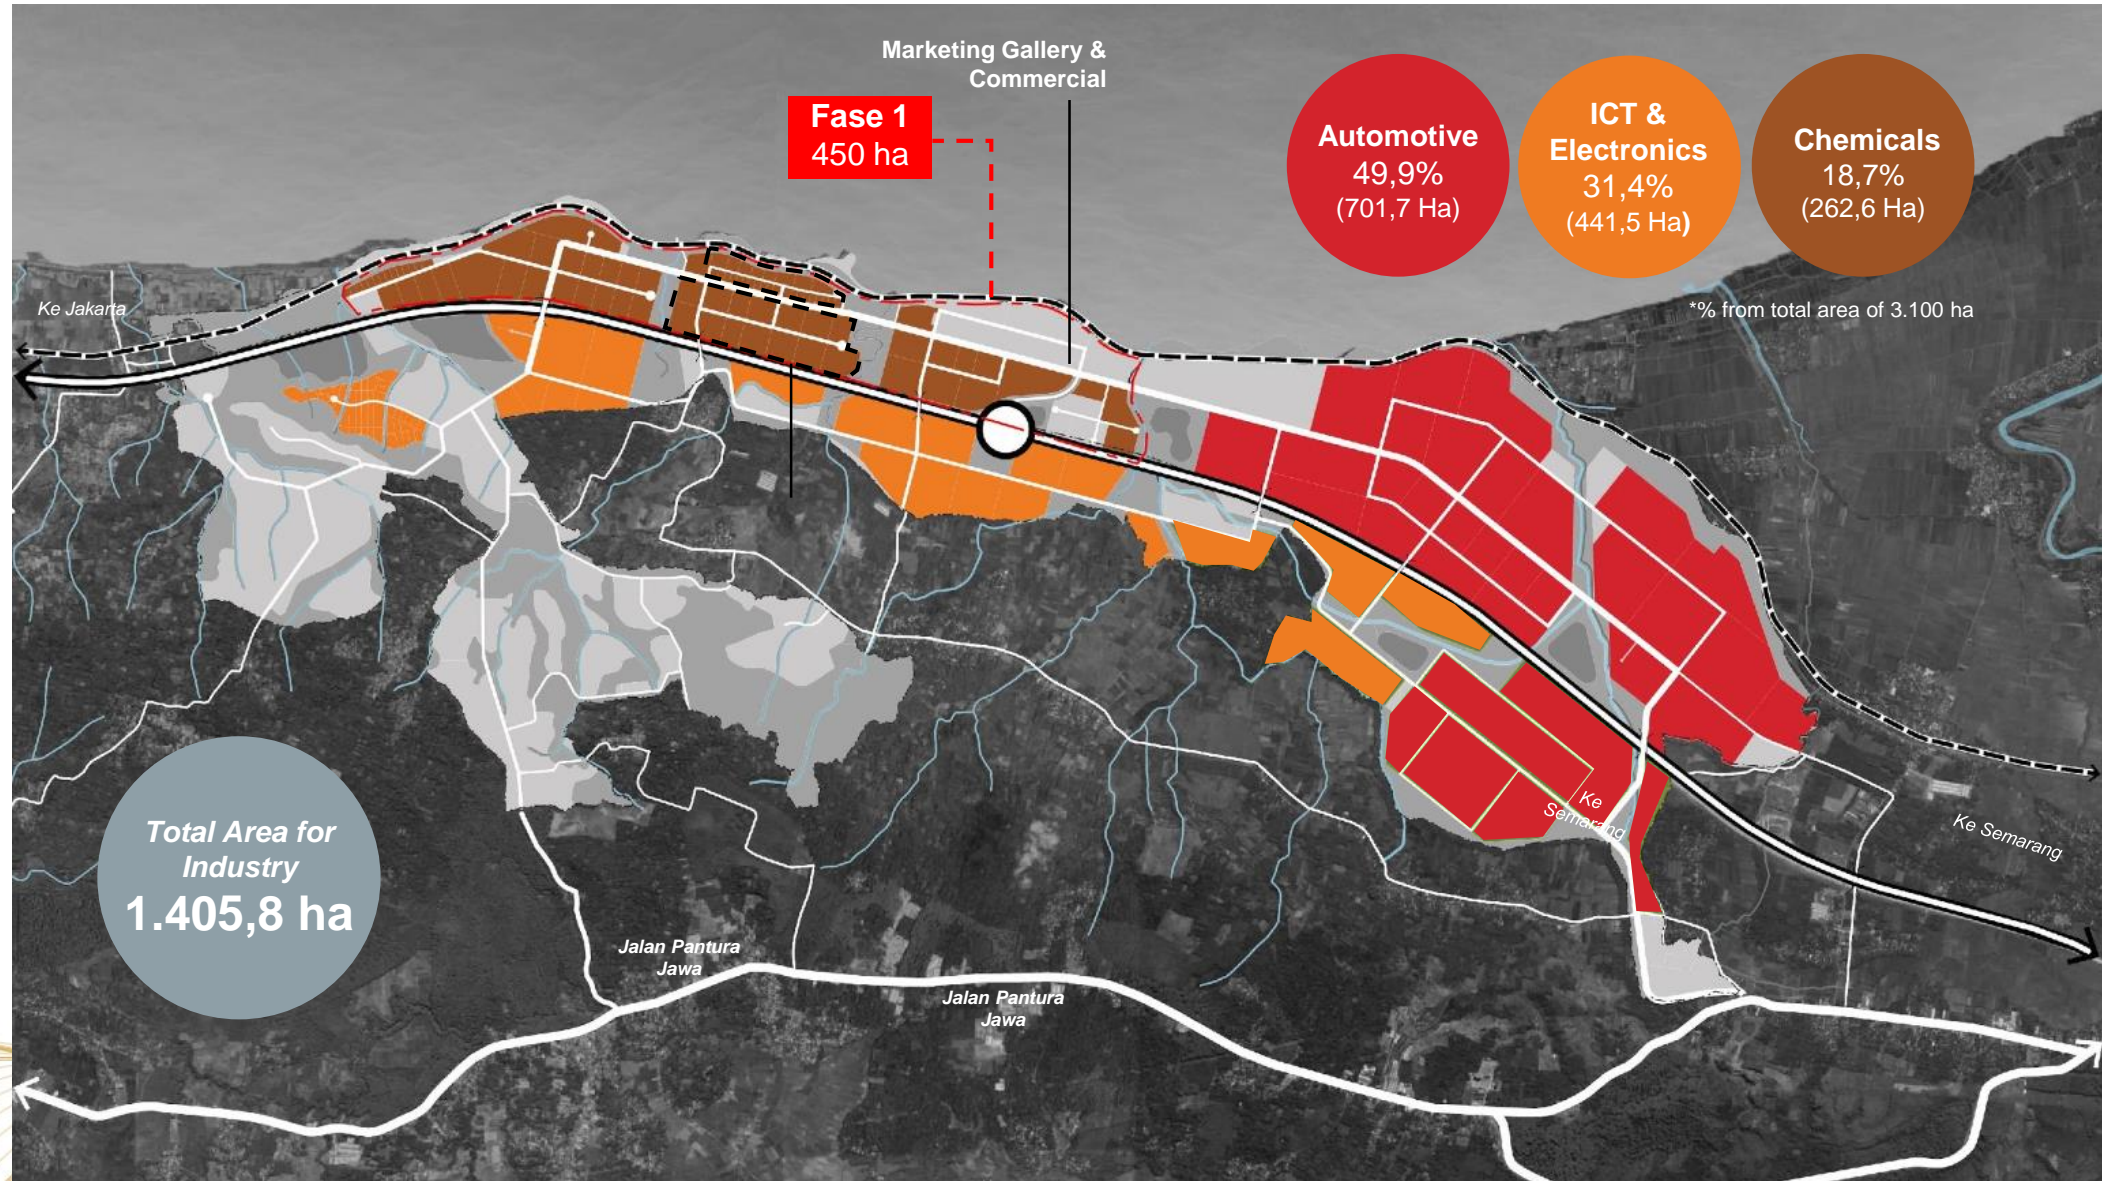 Marketing Gallery &
Commercial
Fase 1
450 ha
Automotive
49,9%
(701,7 Ha)
ICT &
Electronics
31,4%
(441,5 Ha)
Chemicals
18,7%
(262,6 Ha)
*% from total area of 3.100 ha
Ke Jakarta
Ke
Semarang
Ke Semarang
Total Area for
Industry
1.405,8 ha
Jalan Pantura
Jawa
Jalan Pantura
Jawa